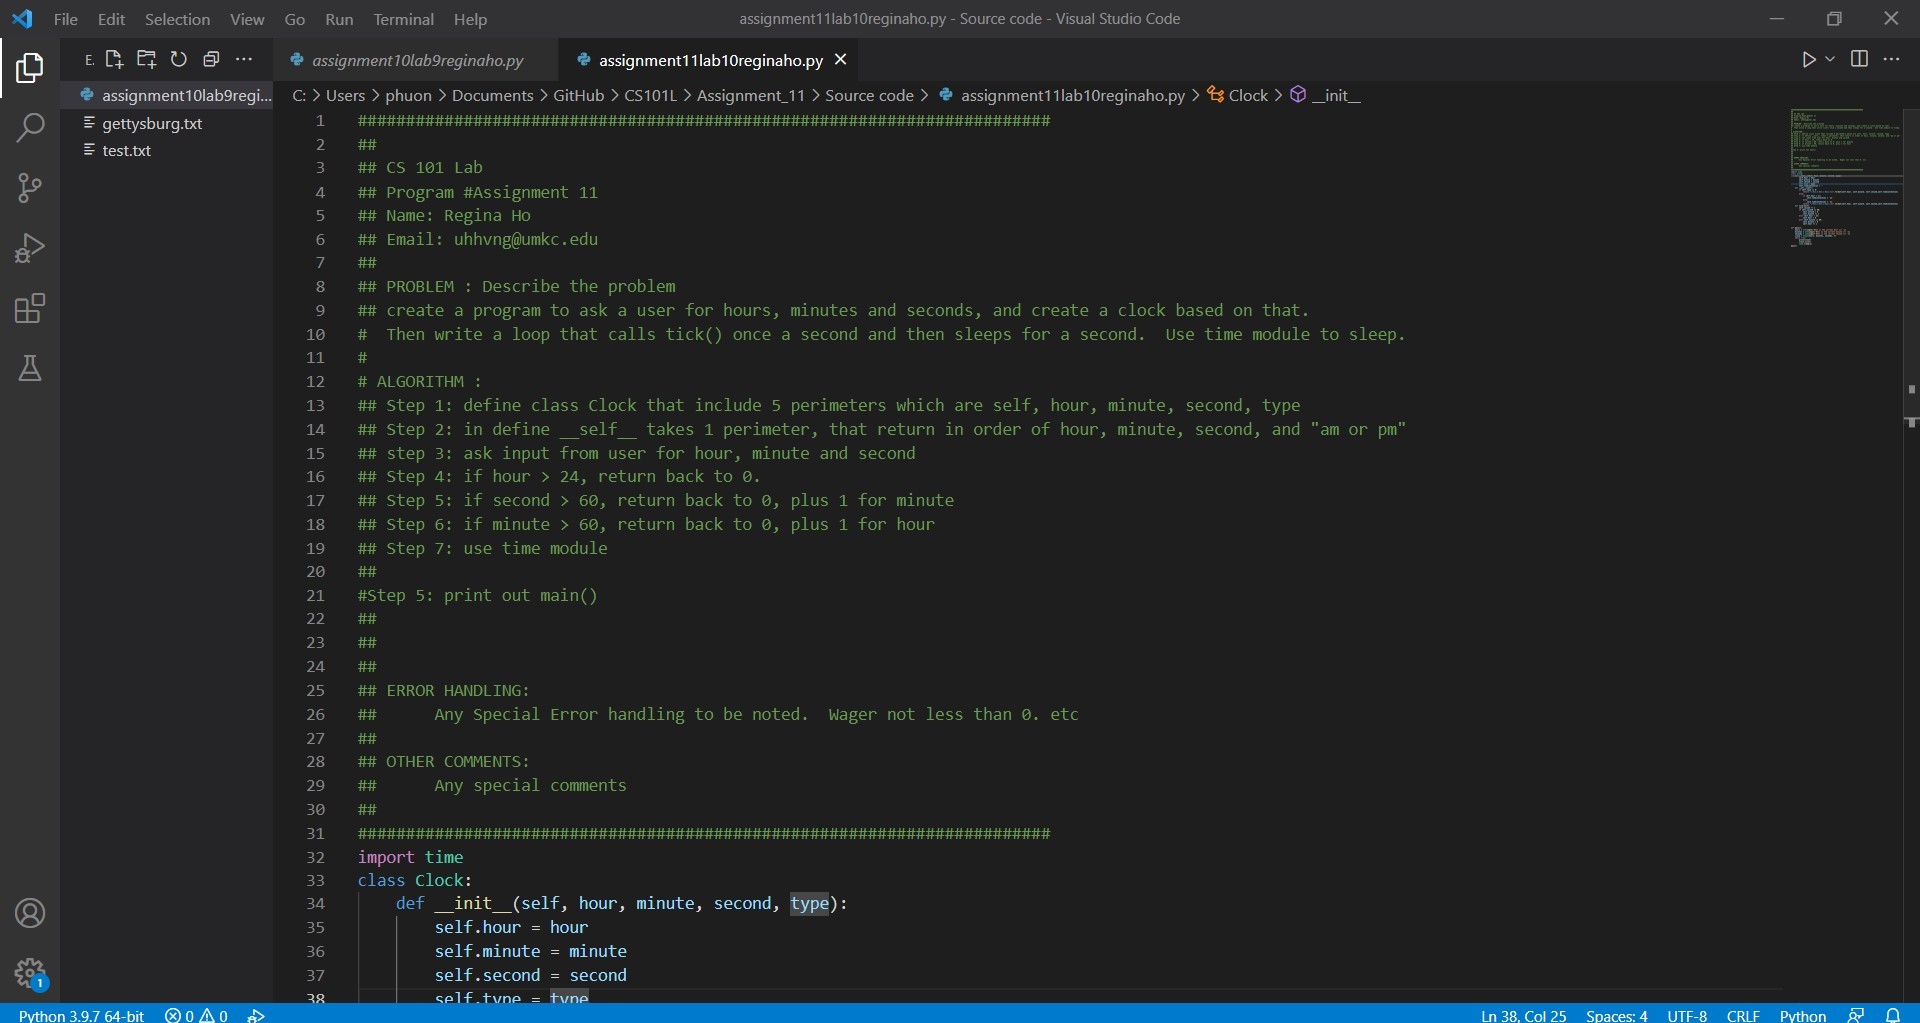 File Edit Selection View Go Run Terminal Help
assignment11lab10reginaho.py - Source code - Visual Studio Code
E.
assignment10lab9reginaho.py
assignment11lab10reginaho.py
assignment10lab9regi...
gettysburg.txt
test.txt
C: > Users > phuon > Documents > GitHub > CS101L > Assignment_11 > Source code > assignment11lab10reginaho.py > Clock > __init__
1 ########################################################################
2 ##
3 ## CS 101 Lab
4 ## Program #Assignment 11
5 ## Name: Regina Ho
6 ## Email: uhhvng@umkc.edu
7 ##
8 ## PROBLEM : Describe the problem
9 ## create a program to ask a user for hours, minutes and seconds, and create a clock based on that.
10 #  Then write a loop that calls tick() once a second and then sleeps for a second.  Use time module to sleep.
11 #
12 # ALGORITHM :
13 ## Step 1: define class Clock that include 5 perimeters which are self, hour, minute, second, type
14 ## Step 2: in define __self__ takes 1 perimeter, that return in order of hour, minute, second, and "am or pm"
15 ## step 3: ask input from user for hour, minute and second
16 ## Step 4: if hour > 24, return back to 0.
17 ## Step 5: if second > 60, return back to 0, plus 1 for minute
18 ## Step 6: if minute > 60, return back to 0, plus 1 for hour
19 ## Step 7: use time module
20 ##
21 #Step 5: print out main()
22 ##
23 ##
24 ##
25 ## ERROR HANDLING:
26 ##      Any Special Error handling to be noted.  Wager not less than 0. etc
27 ##
28 ## OTHER COMMENTS:
29 ##      Any special comments
30 ##
31 ########################################################################
32 import time
33 class Clock:
34     def __init__(self, hour, minute, second, type):
35         self.hour = hour
36         self.minute = minute
37         self.second = second
38         self.type = type
1
Python 3.9.7 64-bit 0 0 Ln 38, Col 25 Spaces: 4 UTF-8 CRLF Python